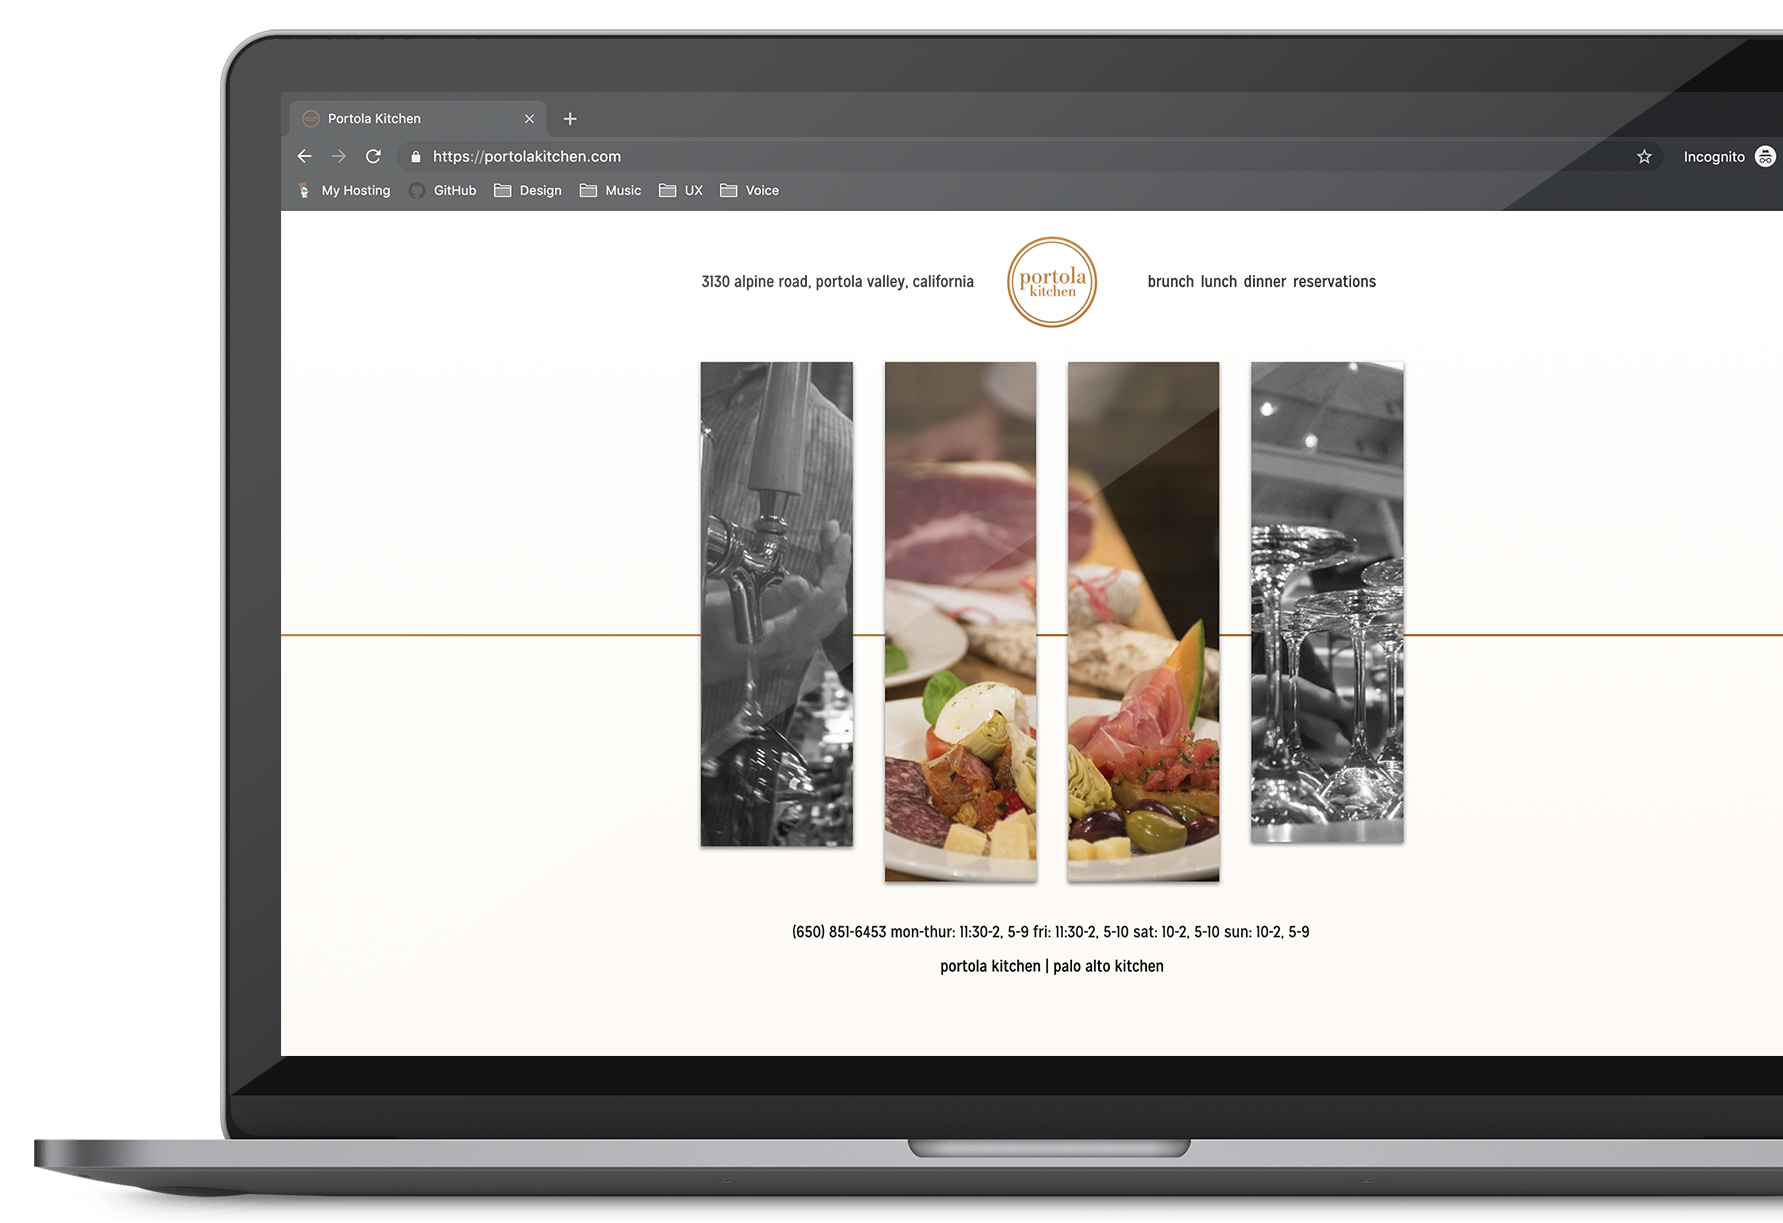 Portola Kitchen
https://portolakitchen.com
Incognito
My Hosting GitHub Design Music UX Voice
3130 alpine road, portola valley, california
portola
kitchen
brunch lunch dinner reservations
(650) 851-6453 mon-thur: 11:30-2, 5-9 fri: 11:30-2, 5-10 sat: 10-2, 5-10 sun: 10-2, 5-9
portola kitchen | palo alto kitchen